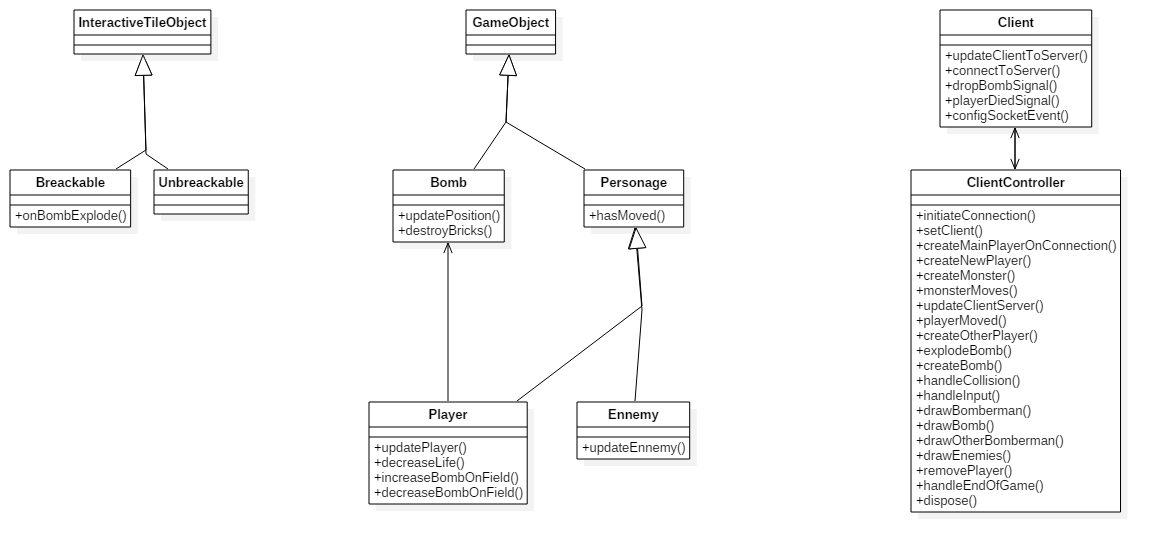 InteractiveTileObject
Breackable
+onBombExplode()
Unbreackable
GameObject
Bomb
+updatePosition()
+destroyBricks()
Personage
+hasMoved()
Player
+updatePlayer()
+decreaseLife()
+increaseBombOnField()
+decreaseBombOnField()
Ennemy
+updateEnnemy()
Client
+updateClientToServer()
+connectToServer()
+dropBombSignal()
+playerDiedSignal()
+configSocketEvent()
ClientController
+initiateConnection()
+setClient()
+createMainPlayerOnConnection()
+createNewPlayer()
+createMonster()
+monsterMoves()
+updateClientServer()
+playerMoved()
+createOtherPlayer()
+explodeBomb()
+createBomb()
+handleCollision()
+handleInput()
+drawBomberman()
+drawBomb()
+drawOtherBomberman()
+drawEnemies()
+removePlayer()
+handleEndOfGame()
+dispose()